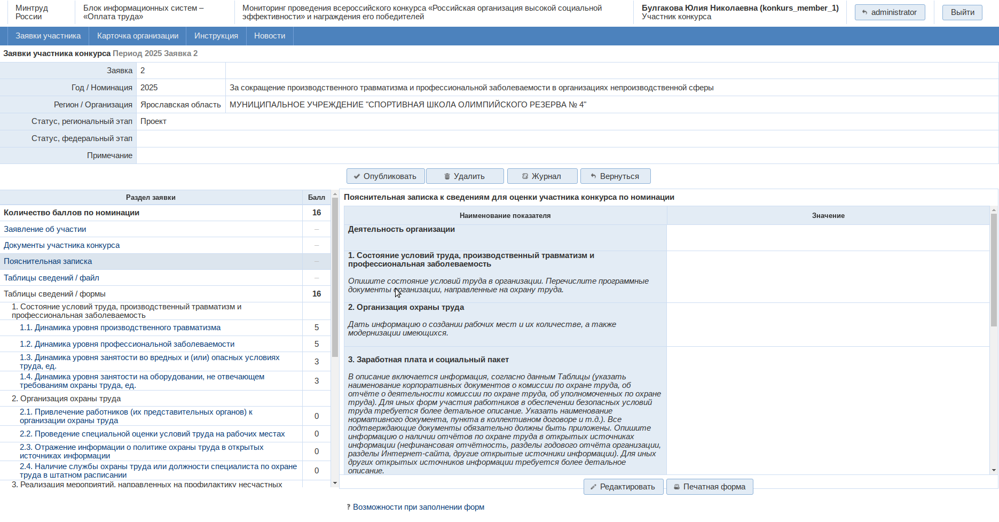 Минтруд России
Блок информационных систем –
«Оплата труда»
Мониторинг проведения всероссийского конкурса «Российская организация высокой социальной
эффективности» и награждения его победителей
Булгакова Юлия Николаевна (konkurs_member_1)
Участник конкурса
administrator
Выйти
Заявки участника
Карточка организации
Инструкция
Новости
Заявки участника конкурса Период 2025 Заявка 2
Заявка 2
Год / Номинация 2025 За сокращение производственного травматизма и профессиональной заболеваемости в организациях непроизводственной сферы
Регион / Организация Ярославская область МУНИЦИПАЛЬНОЕ УЧРЕЖДЕНИЕ "СПОРТИВНАЯ ШКОЛА ОЛИМПИЙСКОГО РЕЗЕРВА № 4"
Статус, региональный этап Проект
Статус, федеральный этап
Примечание
Опубликовать
Удалить
Журнал
Вернуться
Раздел заявки Балл
Количество баллов по номинации 16
Заявление об участии –
Документы участника конкурса –
Пояснительная записка –
Таблицы сведений / файл –
Таблицы сведений / формы 16
1. Состояние условий труда, производственный травматизм и
профессиональная заболеваемость
1.1. Динамика уровня производственного травматизма 5
1.2. Динамика уровня профессиональной заболеваемости 5
1.3. Динамика уровня занятости во вредных и (или) опасных условиях
труда, ед. 3
1.4. Динамика уровня занятости на оборудовании, не отвечающем
требованиям охраны труда, ед. 3
2. Организация охраны труда
2.1. Привлечение работников (их представительных органов) к
организации охраны труда 0
2.2. Проведение специальной оценки условий труда на рабочих местах 0
2.3. Отражение информации о политике охраны труда в открытых
источниках информации 0
2.4. Наличие службы охраны труда или должности специалиста по охране
труда в штатном расписании 0
3. Реализация мероприятий, направленных на профилактику несчастных
Пояснительная записка к сведениям для оценки участника конкурса по номинации
Наименование показателя Значение
Деятельность организации
1. Состояние условий труда, производственный травматизм и
профессиональная заболеваемость
Опишите состояние условий труда в организации. Перечислите программные
документы организации, направленные на охрану труда.
2. Организация охраны труда
Дать информацию о создании рабочих мест и их количестве, а также
модернизации имеющихся.
3. Заработная плата и социальный пакет
В описание включается информация, согласно данным Таблицы (указать
наименование корпоративных документов о комиссии по охране труда, об
отчёте о деятельности комиссии по охране труда, об уполномоченных по охране
труда). Для иных форм участия работников в обеспечении безопасных условий
труда требуется более детальное описание. Указать наименование
нормативного документа, пункта в коллективном договоре и т.д.). Все
подтверждающие документы обязательно должны быть приложены. Опишите
информацию о наличии отчётов по охране труда в открытых источниках
информации (нефинансовая отчётность, разделы годового отчёта организации,
разделы Интернет-сайта, другие открытые источники информации). Для иных
других открытых источников информации требуется более детальное
описание.
Редактировать
Печатная форма
? Возможности при заполнении форм